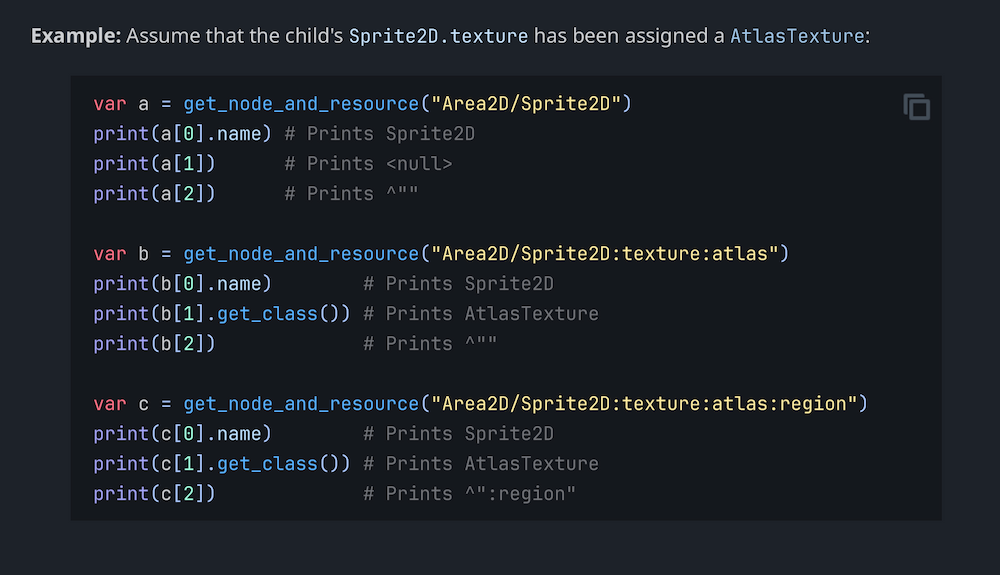 Example: Assume that the child's Sprite2D.texture has been assigned a AtlasTexture:
var a = get_node_and_resource("Area2D/Sprite2D")
print(a[0].name) # Prints Sprite2D
print(a[1])      # Prints <null>
print(a[2])      # Prints ^""

var b = get_node_and_resource("Area2D/Sprite2D:texture:atlas")
print(b[0].name)        # Prints Sprite2D
print(b[1].get_class()) # Prints AtlasTexture
print(b[2])             # Prints ^""

var c = get_node_and_resource("Area2D/Sprite2D:texture:atlas:region")
print(c[0].name)        # Prints Sprite2D
print(c[1].get_class()) # Prints AtlasTexture
print(c[2])             # Prints ^":region"